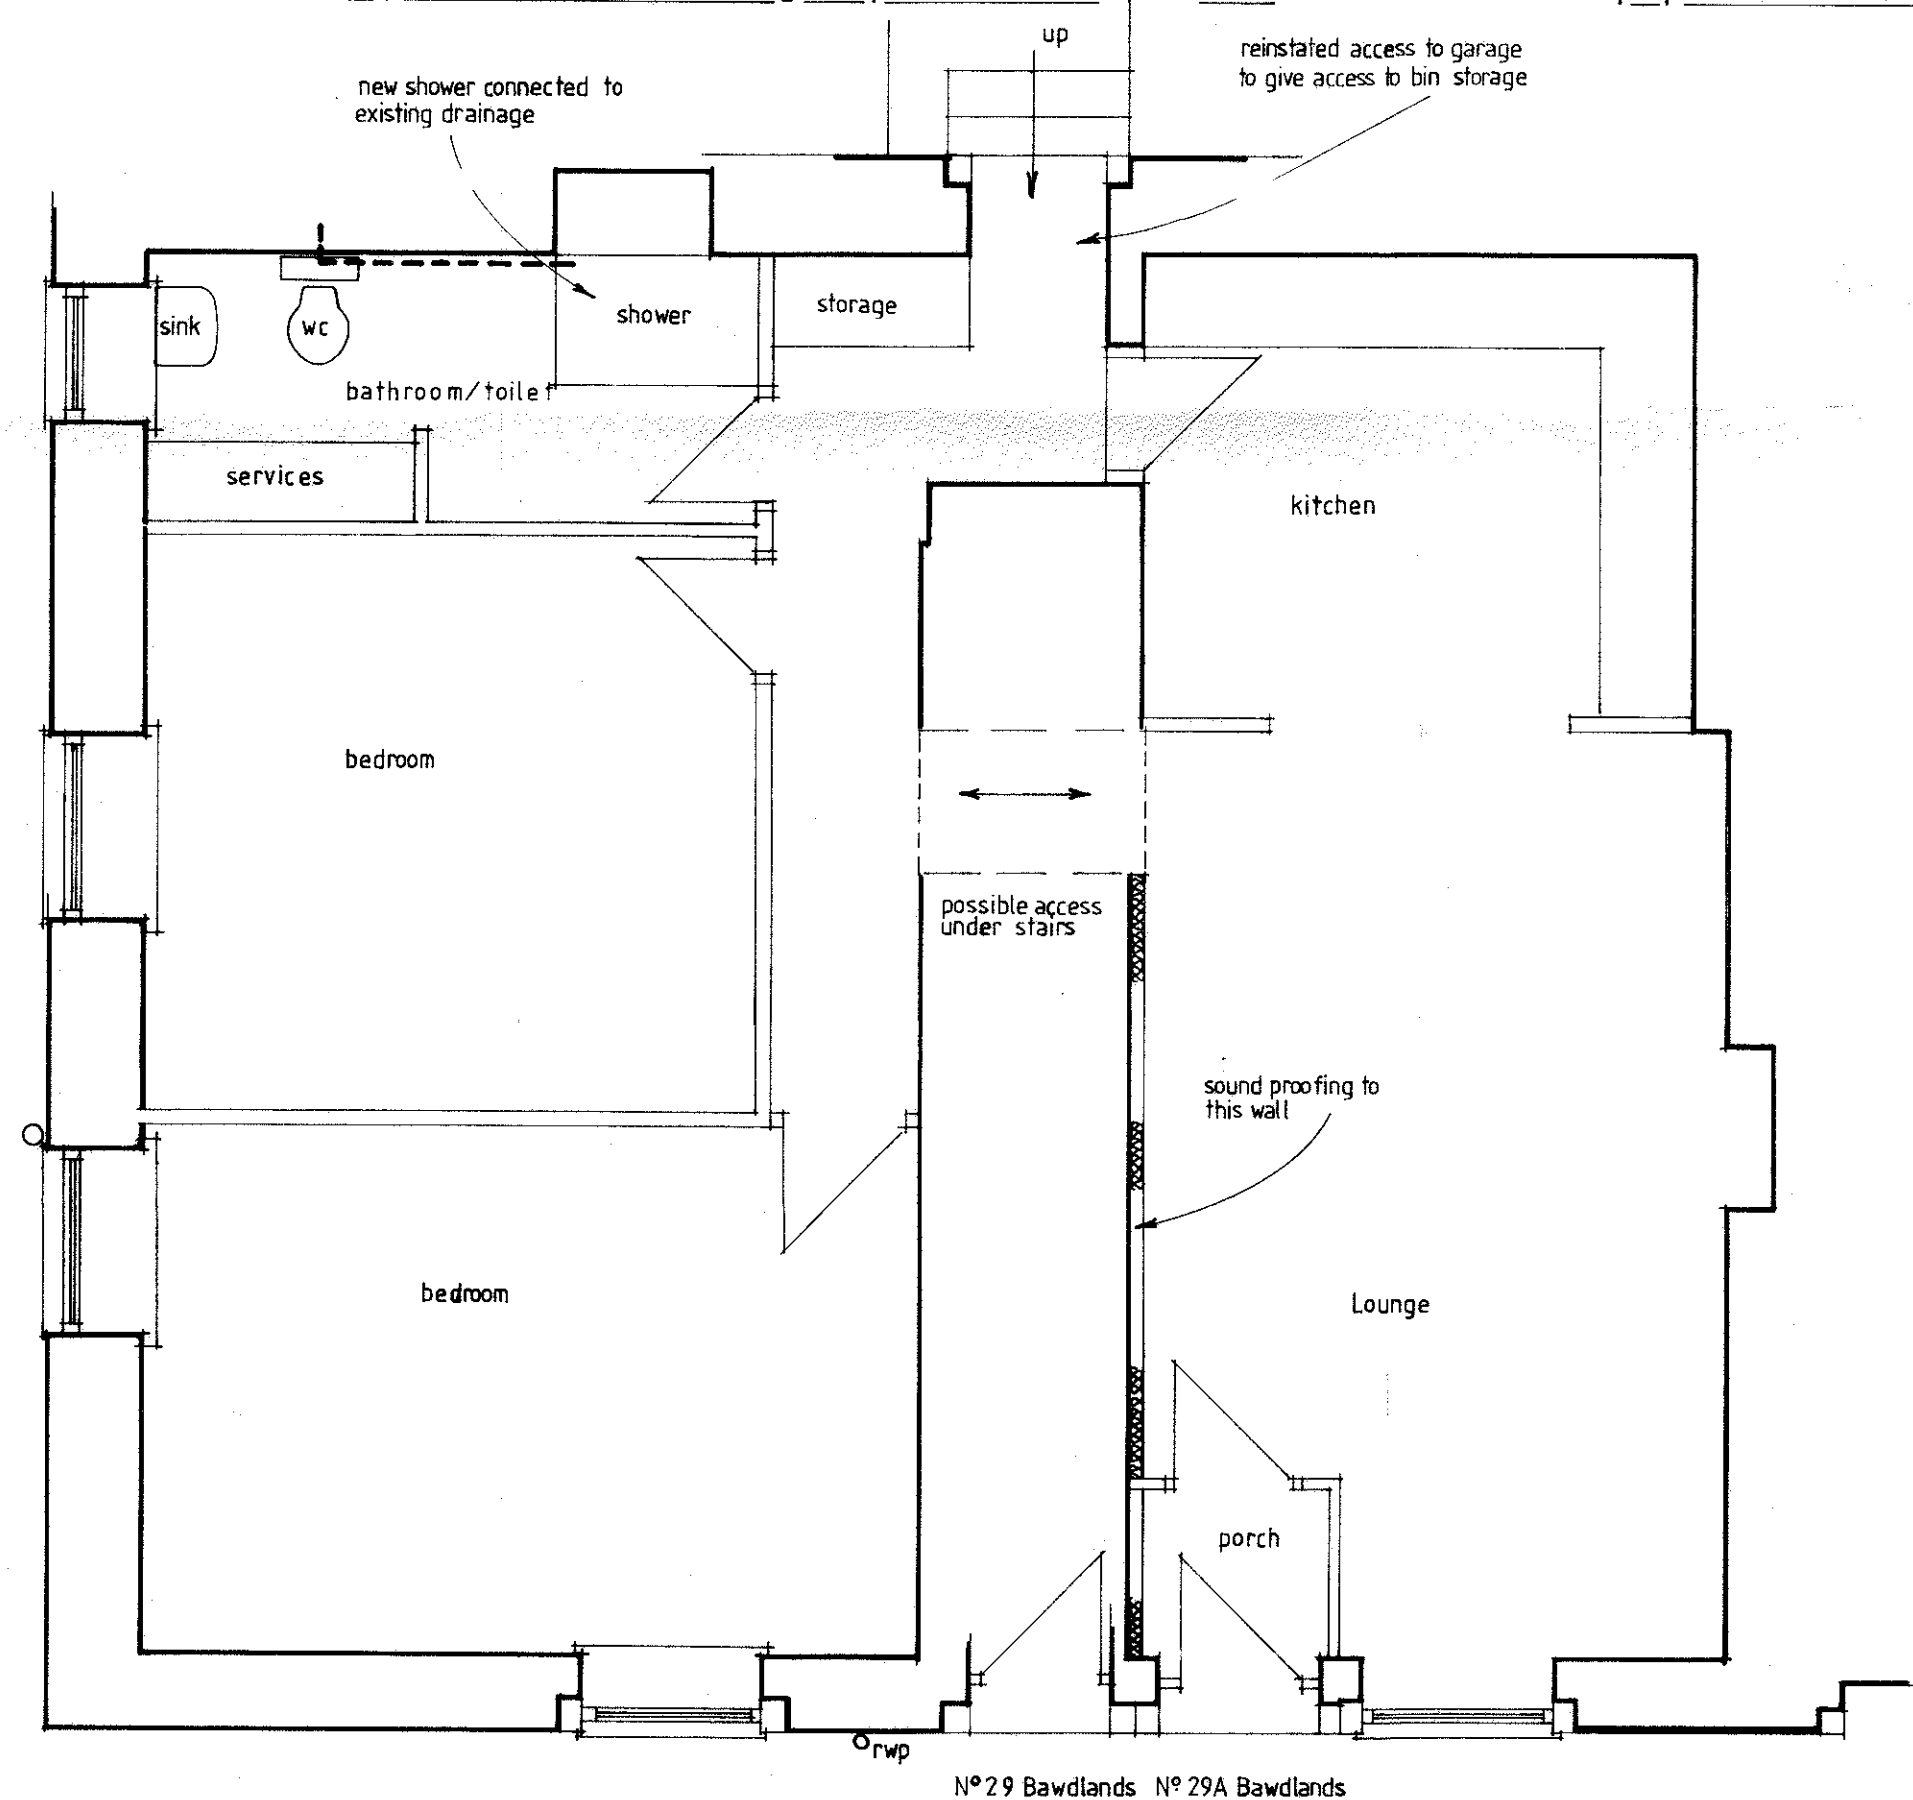 up
reinstated access to garage
to give access to bin storage
new shower connected to
existing drainage
sink
wc
shower
storage
bathroom/toilet
services
kitchen
bedroom
possible access
under stairs
sound proofing to
this wall
bedroom
Lounge
porch
rwp
Nº 29 Bawdlands
Nº 29A Bawdlands